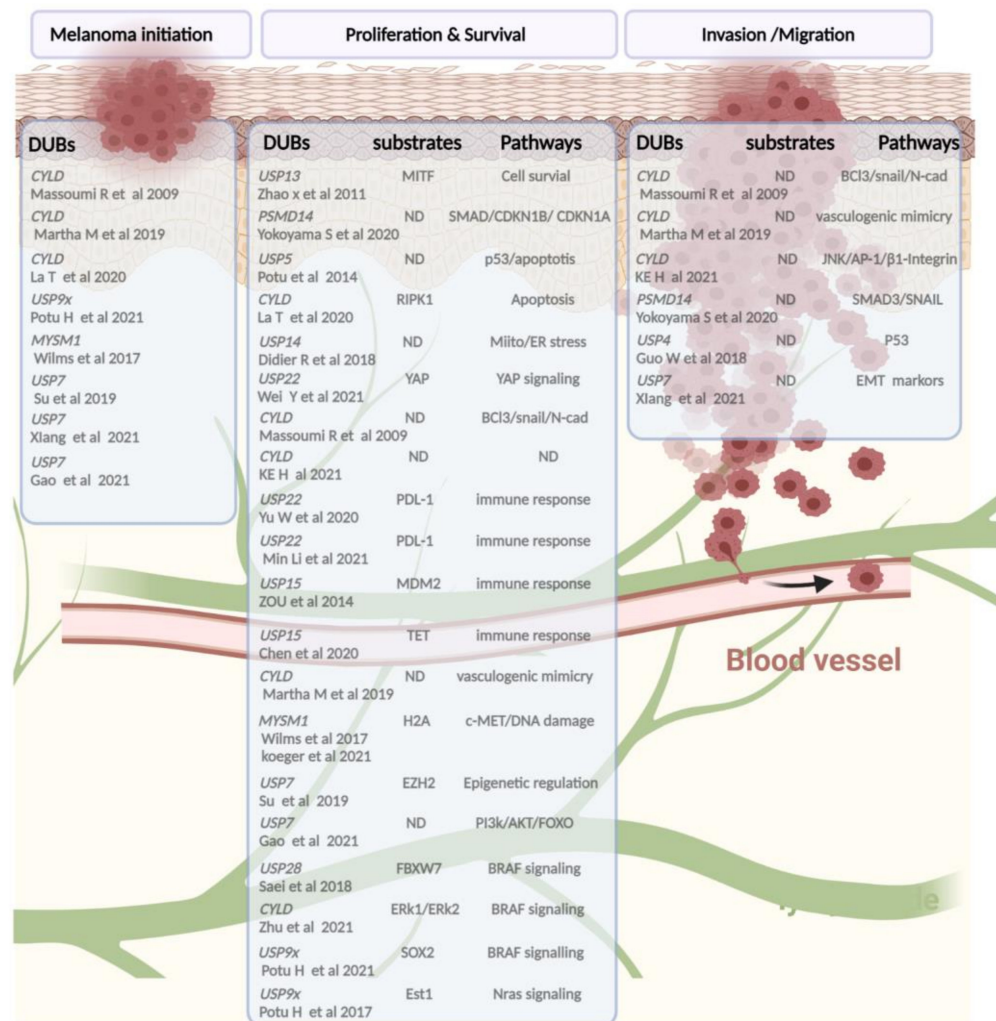 Melanoma initiation
Proliferation & Survival
Invasion /Migration
DUBs
CYLD
Massoumi R et al 2009
CYLD
Martha M et al 2019
CYLD
La T et al 2020
USP9x
Potu H et al 2021
MYSM1
Wilms et al 2017
USP7
Su et al 2019
USP7
XIang et al 2021
USP7
Gao et al 2021
DUBs substrates Pathways
USP13 MITF Cell survial
Zhao x et al 2011
PSMD14 ND SMAD/CDKN1B/ CDKN1A
Yokoyama S et al 2020
USP5 ND p53/apoptotis
Potu et al 2014
CYLD RIPK1 Apoptosis
La T et al 2020
USP14 ND Miito/ER stress
Didier R et al 2018
USP22 YAP YAP signaling
Wei Y et al 2021
CYLD ND BCl3/snail/N-cad
Massoumi R et al 2009
CYLD ND ND
KE H al 2021
USP22 PDL-1 immune response
Yu W et al 2020
USP22 PDL-1 immune response
Min Li et al 2021
USP15 MDM2 immune response
ZOU et al 2014
USP15 TET immune response
Chen et al 2020
CYLD ND vasculogenic mimicry
Martha M et al 2019
MYSM1 H2A c-MET/DNA damage
Wilms et al 2017
koeger et al 2021
USP7 EZH2 Epigenetic regulation
Su et al 2019
USP7 ND PI3k/AKT/FOXO
Gao et al 2021
USP28 FBXW7 BRAF signaling
Saei et al 2018
CYLD ERk1/ERk2 BRAF signaling
Zhu et al 2021
USP9x SOX2 BRAF signalling
Potu H et al 2021
USP9x Est1 Nras signaling
Potu H et al 2017
DUBs substrates Pathways
CYLD ND BCl3/snail/N-cad
Massoumi R et al 2009
CYLD ND vasculogenic mimicry
Martha M et al 2019
CYLD ND JNK/AP-1/β1-Integrin
KE H al 2021
PSMD14 ND SMAD3/SNAIL
Yokoyama S et al 2020
USP4 ND P53
Guo W et al 2018
USP7 ND EMT markors
XIang et al 2021
Blood vessel